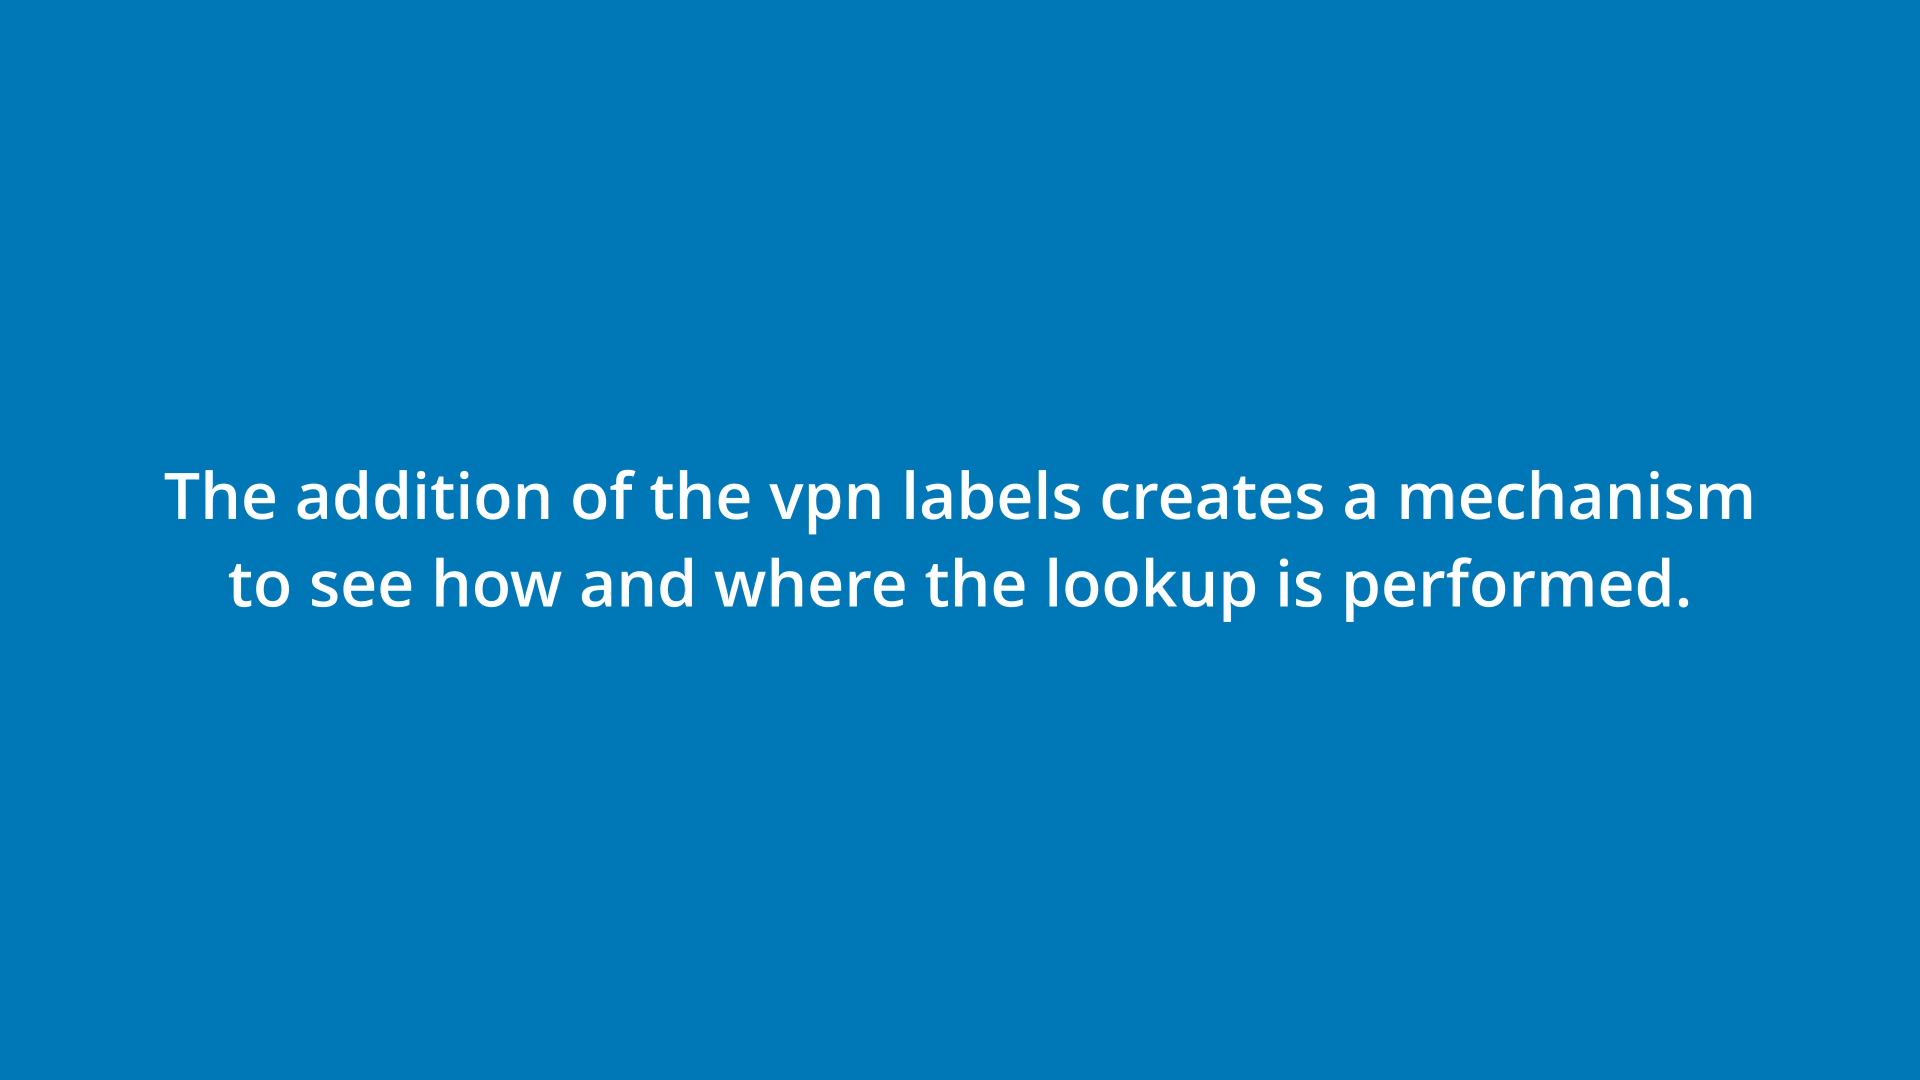 The addition of the vpn labels creates a mechanism
to see how and where the lookup is performed.